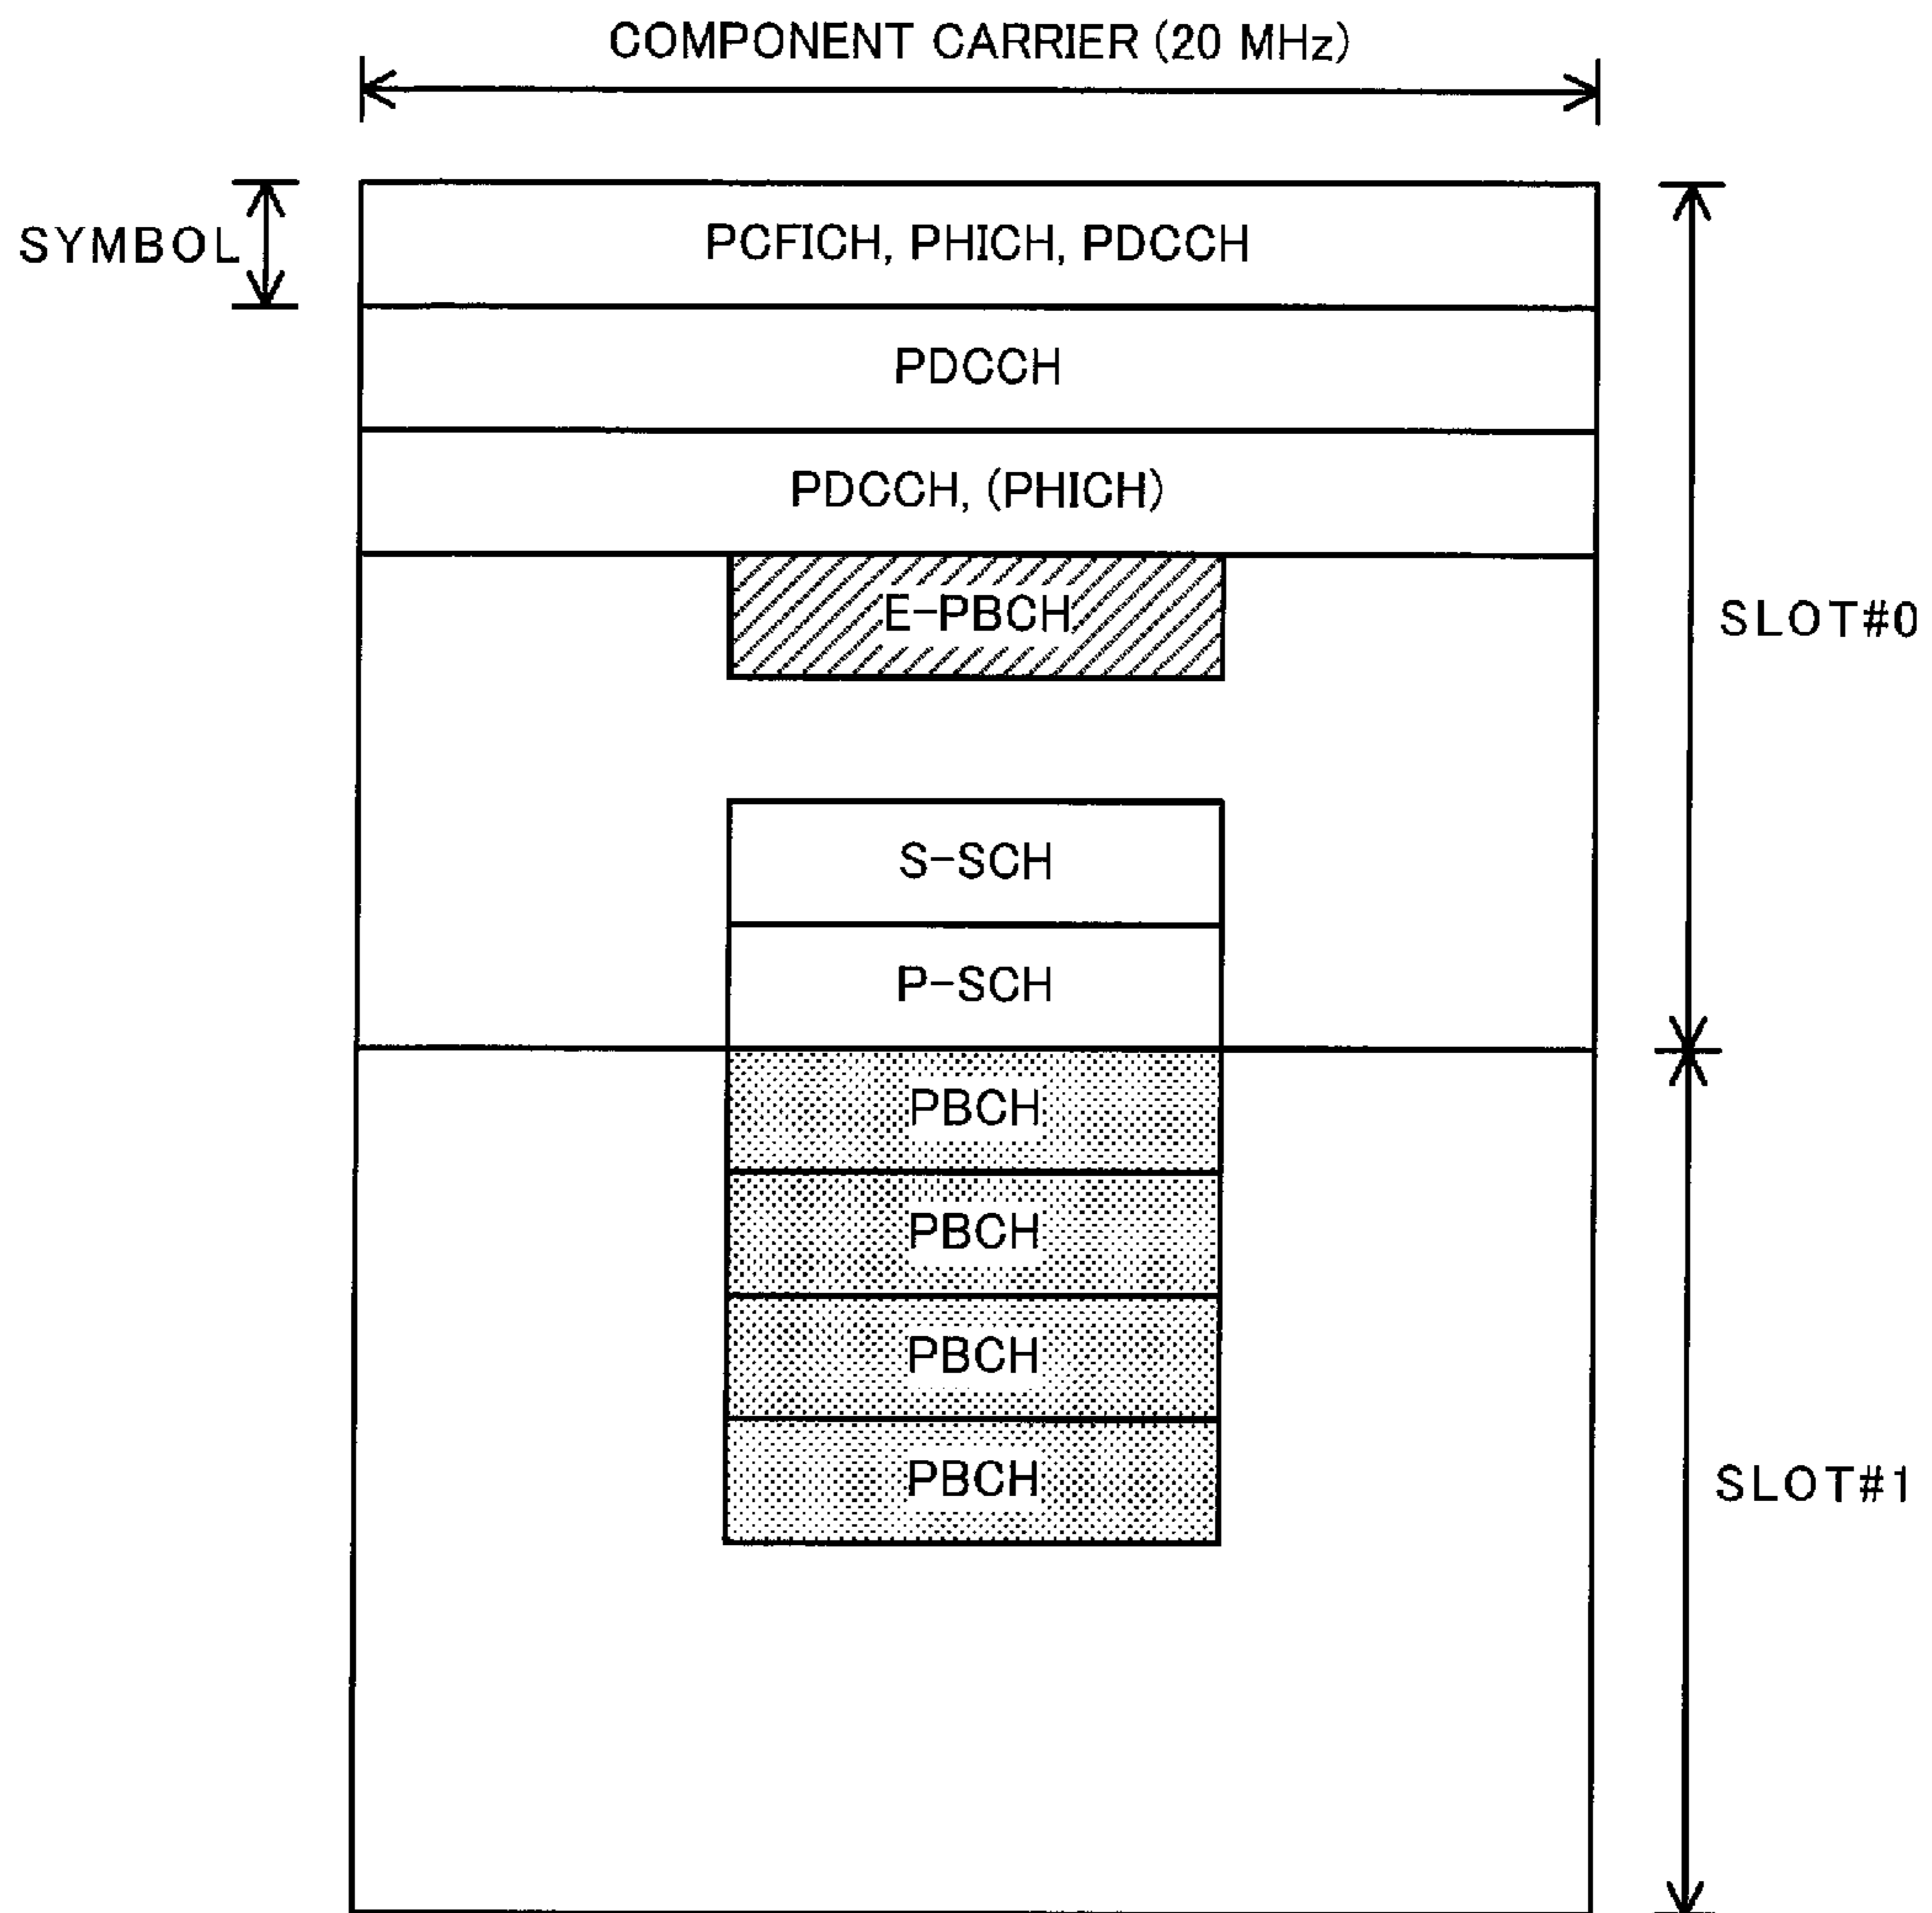 COMPONENT CARRIER (20 MHz)
SYMBOL
PCFICH, PHICH, PDCCH
PDCCH
PDCCH, (PHICH)
E-PBCH
SLOT#0
S-SCH
P-SCH
PBCH
PBCH
PBCH
PBCH
SLOT#1